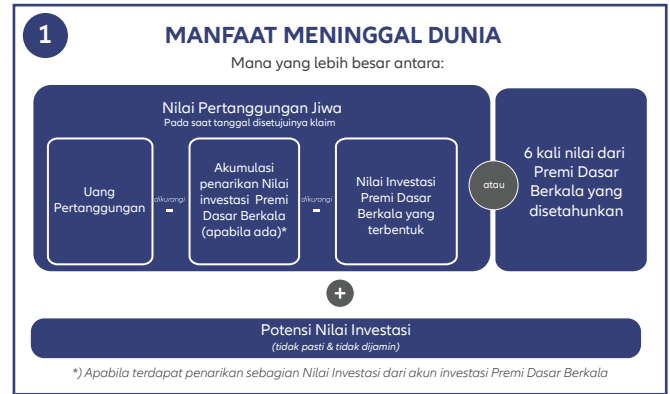 1
MANFAAT MENINGGAL DUNIA
Mana yang lebih besar antara:
Nilai Pertanggungan Jiwa
Pada saat tanggal disetujuinya klaim
Uang
Pertanggungan
dikurangi
-
Akumulasi
penarikan Nilai
investasi Premi
Dasar Berkala
(apabila ada)*
dikurangi
-
Nilai Investasi
Premi Dasar
Berkala yang
terbentuk
atau
6 kali nilai dari
Premi Dasar
Berkala yang
disetahunkan
+
Potensi Nilai Investasi
(tidak pasti & tidak dijamin)
*) Apabila terdapat penarikan sebagian Nilai Investasi dari akun investasi Premi Dasar Berkala